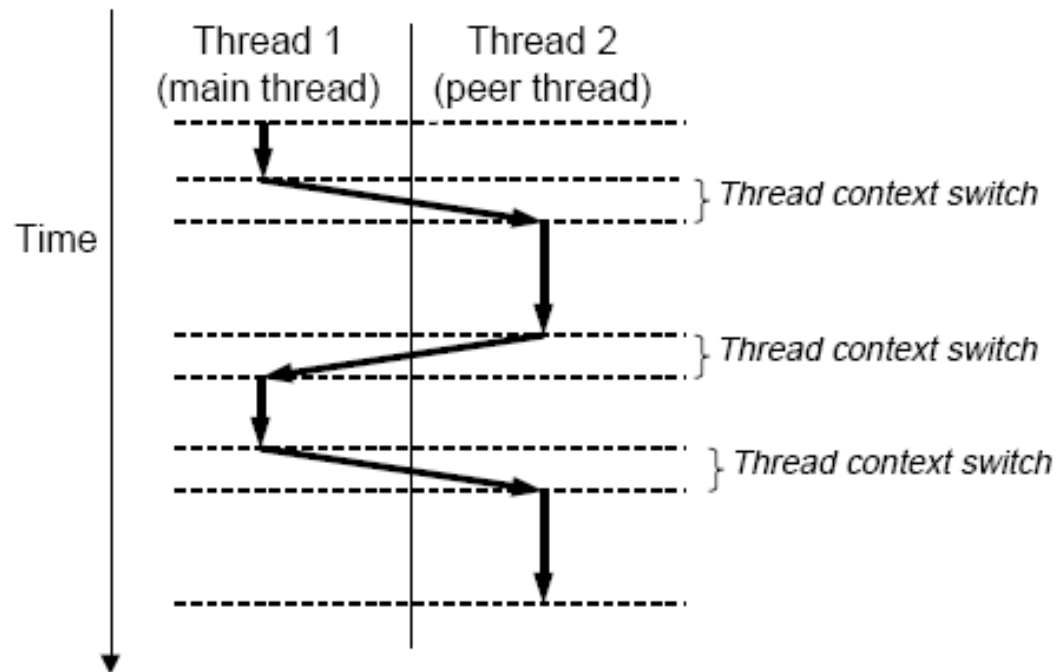 Thread 1
(main thread)
Thread 2
(peer thread)
Thread context switch
Time
Thread context switch
Thread context switch